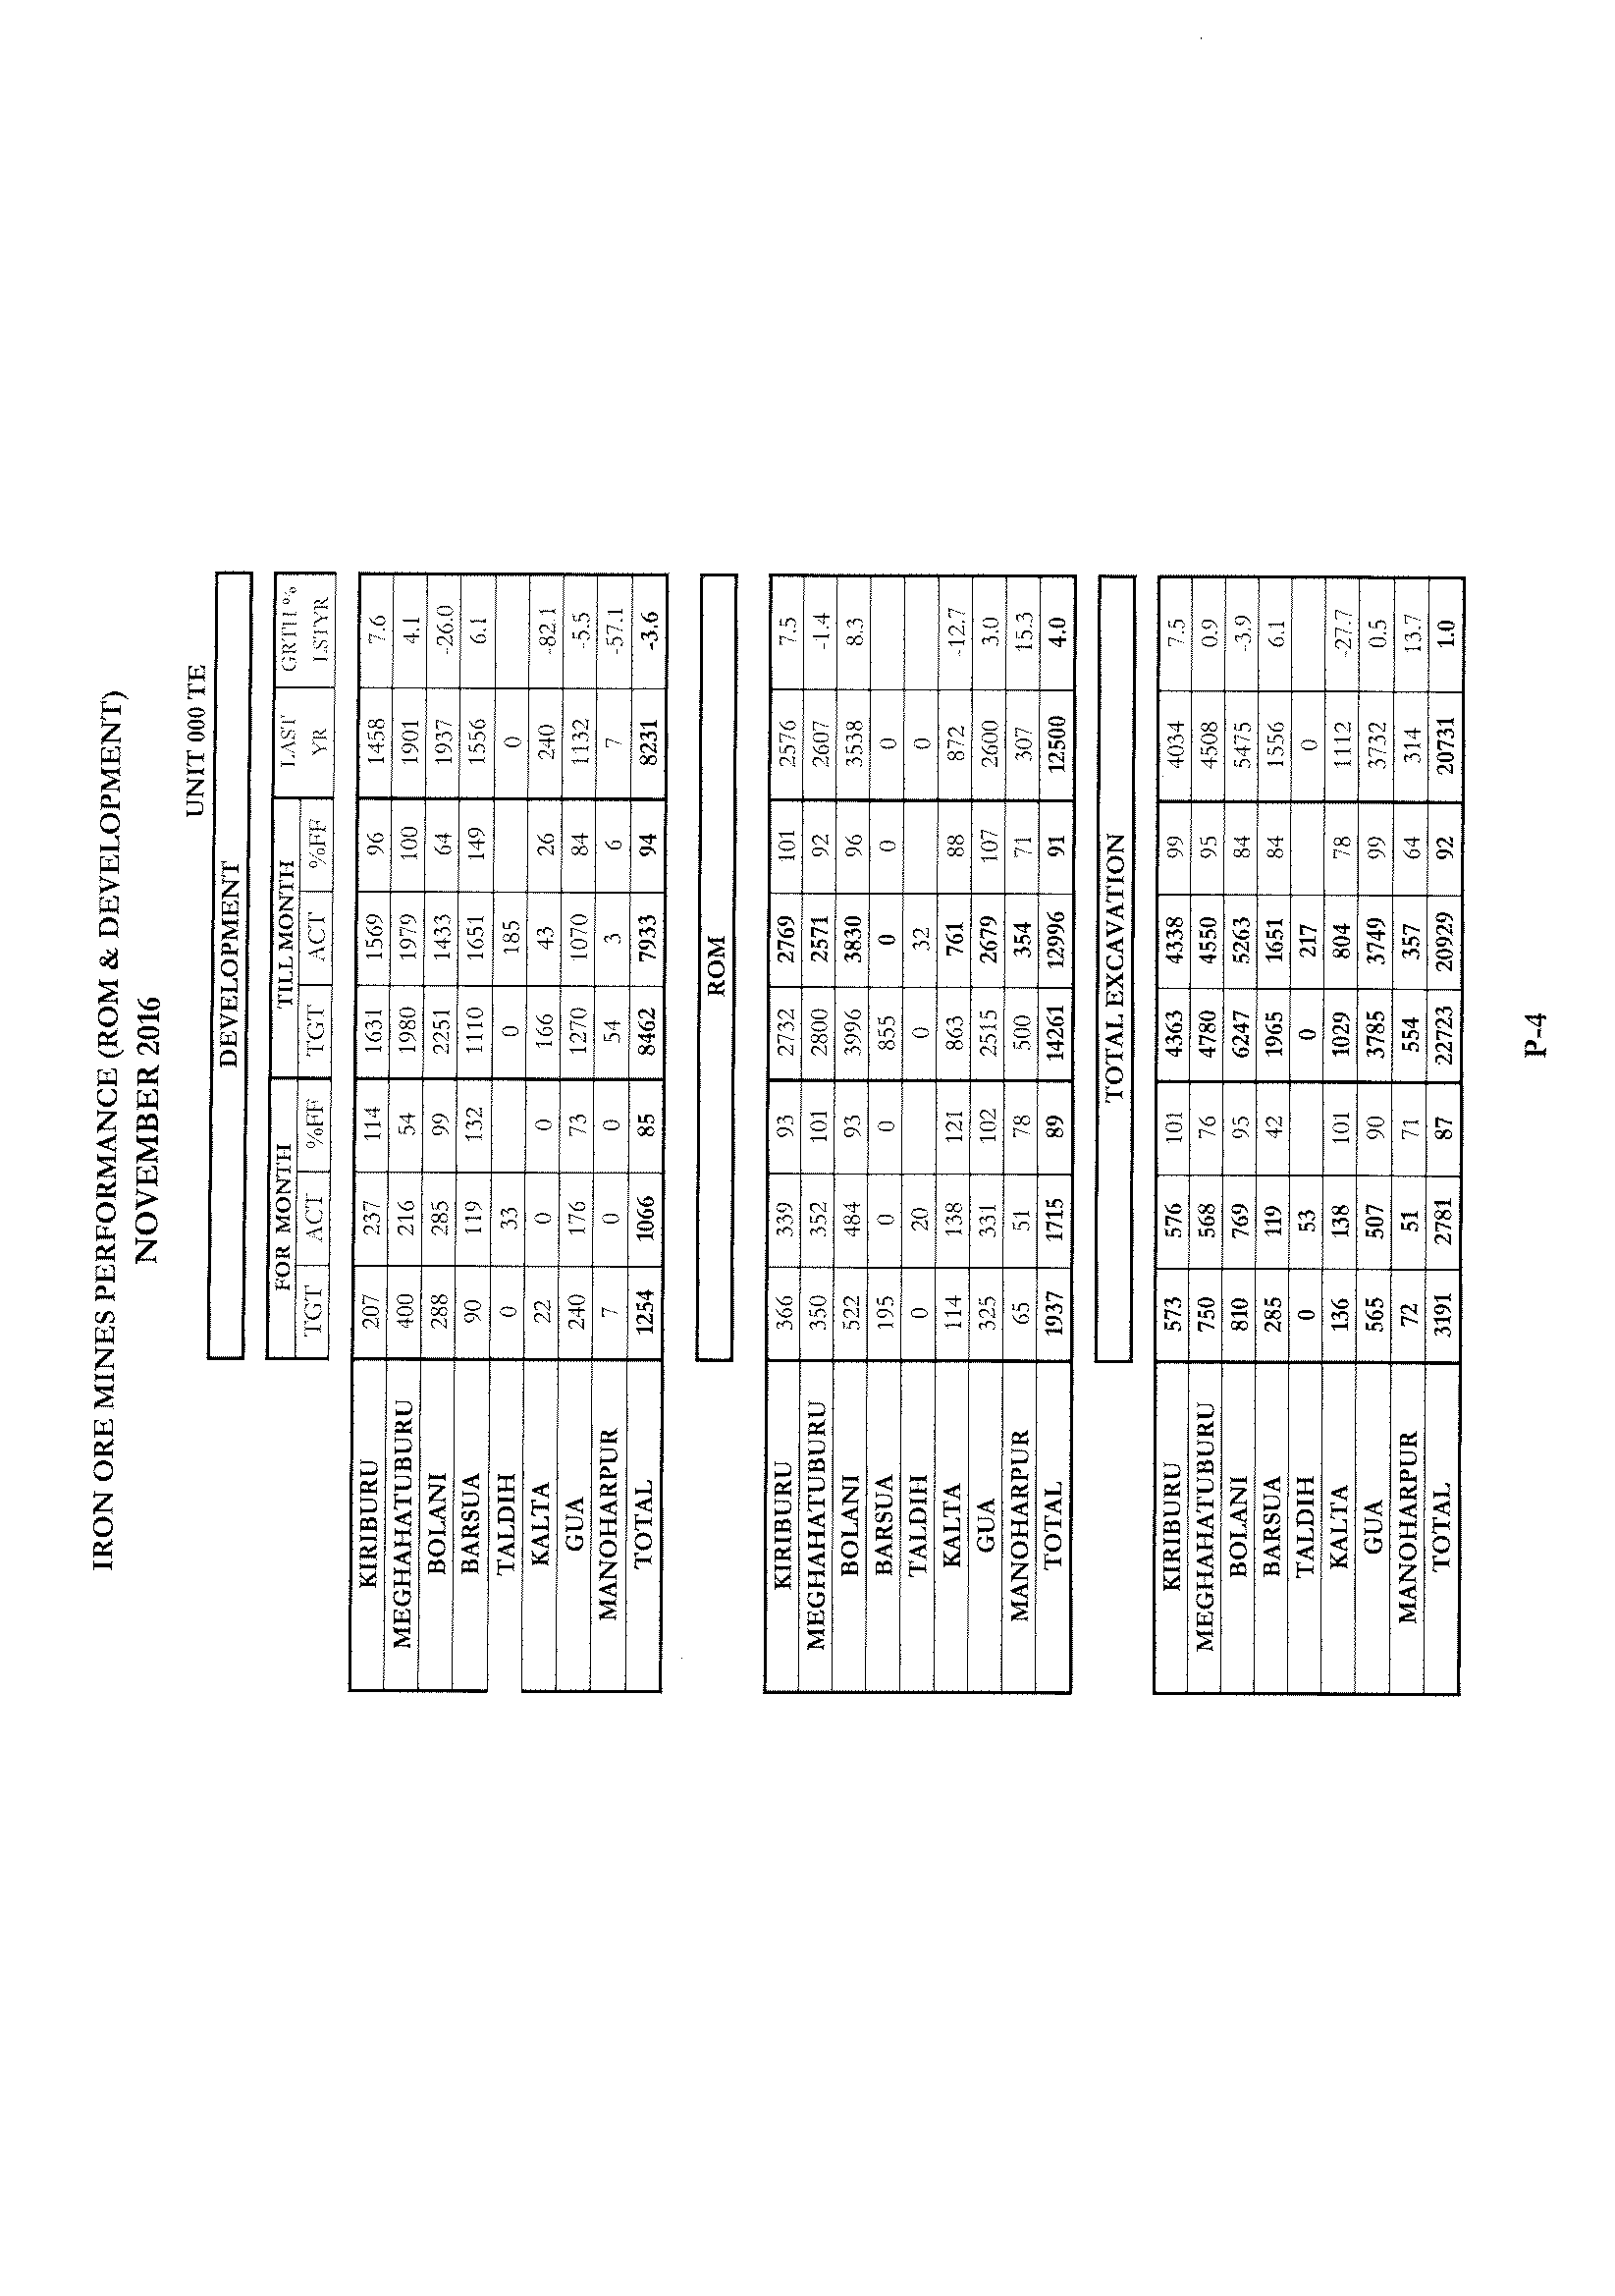 IRON ORE MINES PERFORMANCE (ROM & DEVELOPMENT)
NOVEMBER 2016
UNIT 000 TE
DEVELOPMENT
FOR MONTH TILL MONTH LAST GRTH %
TGT ACT %FF TGT ACT %FF YR LSTYR
KIRIBURU 207 237 114 1631 1569 96 1458 7.6
MEGHAHATUBURU 400 216 54 1980 1979 100 1901 4.1
BOLANI 288 285 99 2251 1433 64 1937 -26.0
BARSUA 90 119 132 1110 1651 149 1556 6.1
TALDIH 0 33 0 185 0
KALTA 22 0 0 166 43 26 240 -82.1
GUA 240 176 73 1270 1070 84 1132 -5.5
MANOHARPUR 7 0 0 54 3 6 7 -57.1
TOTAL 1254 1066 85 8462 7933 94 8231 -3.6
ROM
KIRIBURU 366 339 93 2732 2769 101 2576 7.5
MEGHAHATUBURU 350 352 101 2800 2571 92 2607 -1.4
BOLANI 522 484 93 3996 3830 96 3538 8.3
BARSUA 195 0 0 855 0 0 0
TALDIH 0 20 0 32 0
KALTA 114 138 121 863 761 88 872 -12.7
GUA 325 331 102 2515 2679 107 2600 3.0
MANOHARPUR 65 51 78 500 354 71 307 15.3
TOTAL 1937 1715 89 14261 12996 91 12500 4.0
TOTAL EXCAVATION
KIRIBURU 573 576 101 4363 4338 99 4034 7.5
MEGHAHATUBURU 750 568 76 4780 4550 95 4508 0.9
BOLANI 810 769 95 6247 5263 84 5475 -3.9
BARSUA 285 119 42 1965 1651 84 1556 6.1
TALDIH 0 53 0 217 0
KALTA 136 138 101 1029 804 78 1112 -27.7
GUA 565 507 90 3785 3749 99 3732 0.5
MANOHARPUR 72 51 71 554 357 64 314 13.7
TOTAL 3191 2781 87 22723 20929 92 20731 1.0
P-4